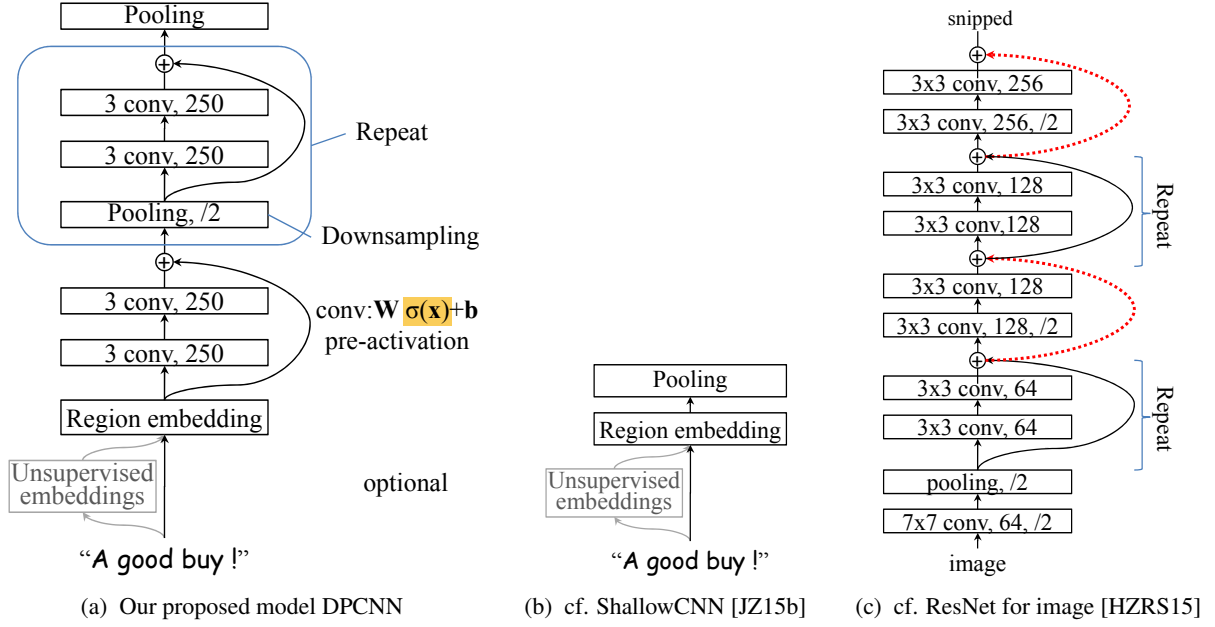 Pooling
3 conv, 250
3 conv, 250
Repeat
Pooling, /2
Downsampling
3 conv, 250
conv:W σ(x)+b
pre-activation
3 conv, 250
Region embedding
Unsupervised
embeddings
optional
“A good buy !”
(a) Our proposed model DPCNN
Pooling
Region embedding
Unsupervised
embeddings
“A good buy !”
(b) cf. ShallowCNN [JZ15b]
snipped
3x3 conv, 256
3x3 conv, 256, /2
3x3 conv, 128
Repeat
3x3 conv,128
3x3 conv, 128
3x3 conv, 128, /2
3x3 conv, 64
Repeat
3x3 conv, 64
pooling, /2
7x7 conv, 64, /2
image
(c) cf. ResNet for image [HZRS15]